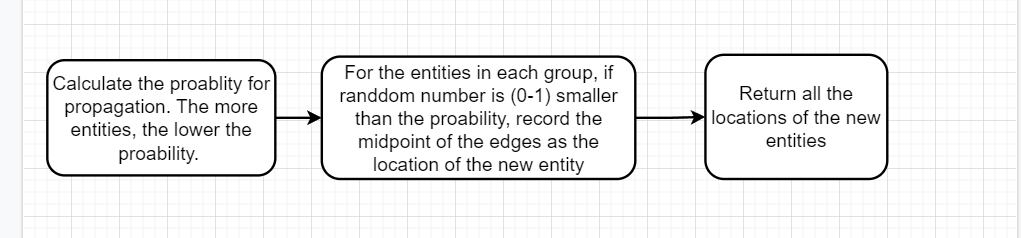 Calculate the proablity for
propagation. The more
entities, the lower the
proability.
For the entities in each group, if
randdom number is (0-1) smaller
than the proability, record the
midpoint of the edges as the
location of the new entity
Return all the
locations of the new
entities